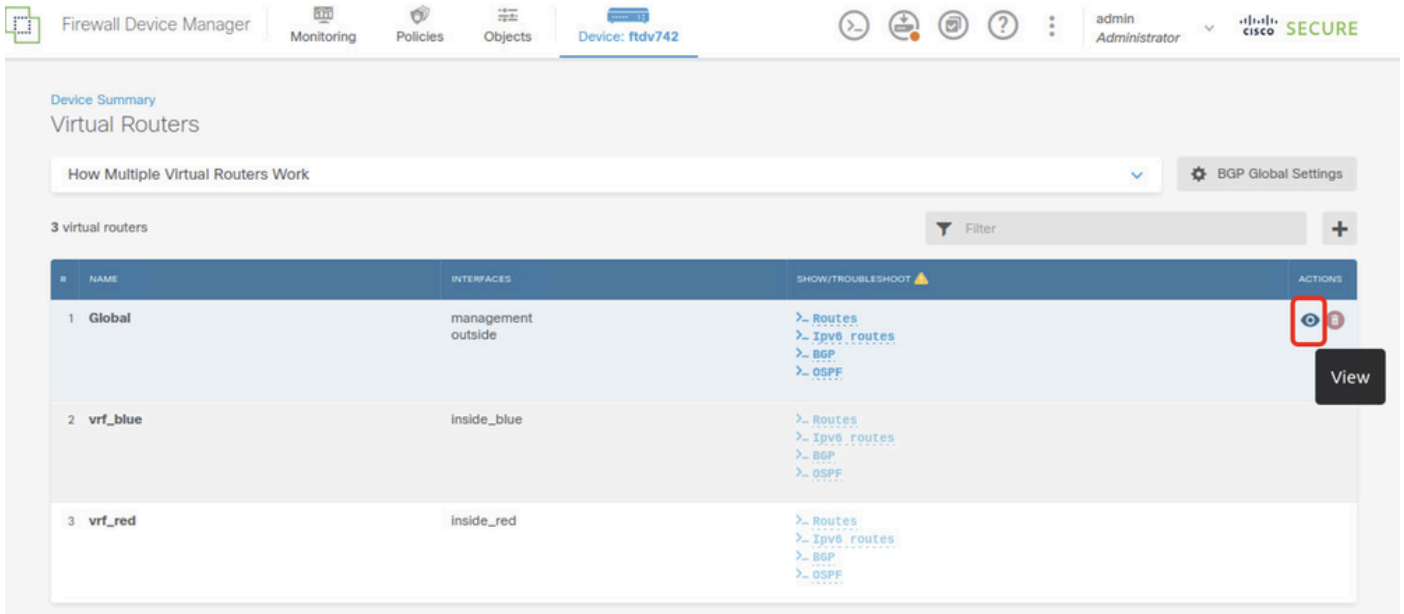 Firewall Device Manager
Monitoring
Policies
Objects
Device: ftdv742
admin
Administrator
cisco SECURE
Device Summary
Virtual Routers
How Multiple Virtual Routers Work
BGP Global Settings
3 virtual routers
Filter
# NAME INTERFACES SHOW/TROUBLESHOOT ACTIONS
1 Global management >_ Routes
outside >_ Ipv6 routes
>_ BGP
>_ OSPF
View
2 vrf_blue inside_blue >_ Routes
>_ Ipv6 routes
>_ BGP
>_ OSPF
3 vrf_red inside_red >_ Routes
>_ Ipv6 routes
>_ BGP
>_ OSPF